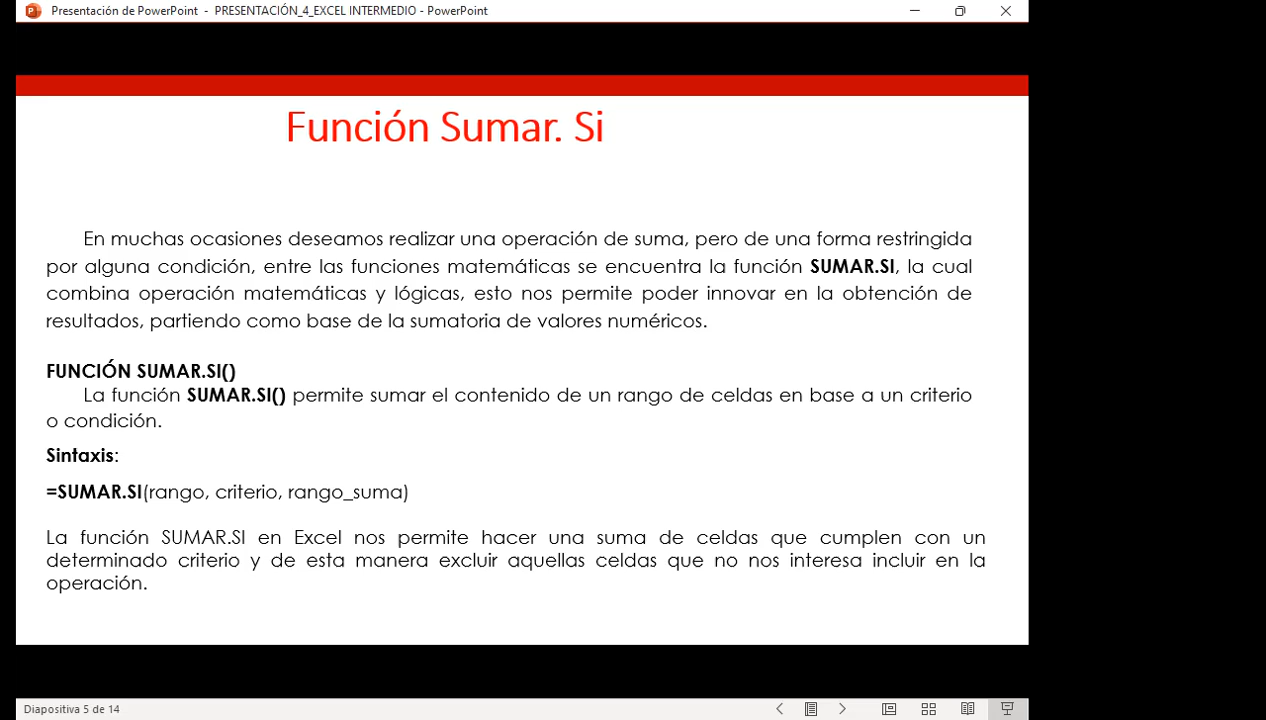 Presentación de PowerPoint - PRESENTACIÓN_4_EXCEL INTERMEDIO - PowerPoint
Función Sumar. Si
En muchas ocasiones deseamos realizar una operación de suma, pero de una forma restringida
por alguna condición, entre las funciones matemáticas se encuentra la función SUMAR.SI, la cual
combina operación matemáticas y lógicas, esto nos permite poder innovar en la obtención de
resultados, partiendo como base de la sumatoria de valores numéricos.
FUNCIÓN SUMAR.SI()
La función SUMAR.SI() permite sumar el contenido de un rango de celdas en base a un criterio
o condición.
Sintaxis:
=SUMAR.SI(rango, criterio, rango_suma)
La función SUMAR.SI en Excel nos permite hacer una suma de celdas que cumplen con un
determinado criterio y de esta manera excluir aquellas celdas que no nos interesa incluir en la
operación.
Diapositiva 5 de 14